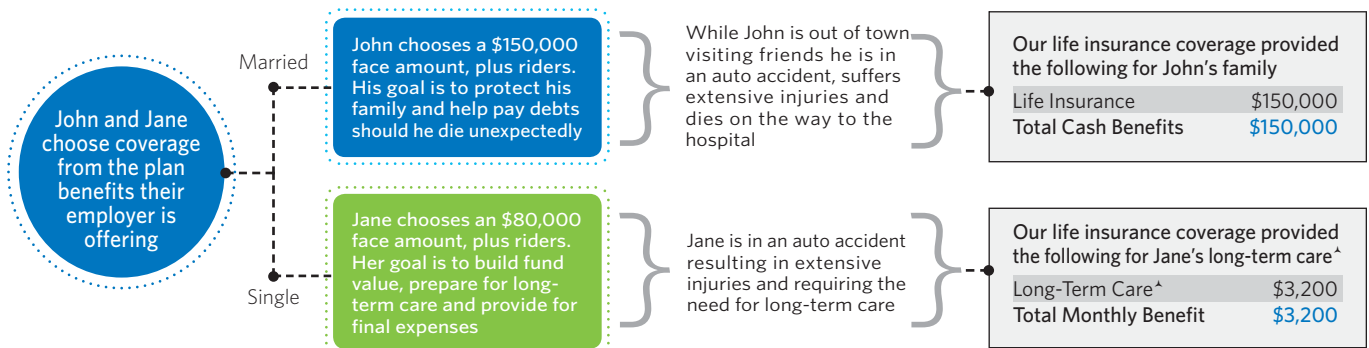 John and Jane
choose coverage
from the plan
benefits their
employer is
offering
Married
John chooses a $150,000
face amount, plus riders.
His goal is to protect his
family and help pay debts
should he die unexpectedly
While John is out of town
visiting friends he is in
an auto accident, suffers
extensive injuries and
dies on the way to the
hospital
Our life insurance coverage provided
the following for John's family
Life Insurance $150,000
Total Cash Benefits $150,000
Single
Jane chooses an $80,000
face amount, plus riders.
Her goal is to build fund
value, prepare for long-
term care and provide for
final expenses
Jane is in an auto accident
resulting in extensive
injuries and requiring the
need for long-term care
Our life insurance coverage provided
the following for Jane's long-term care⁁
Long-Term Care⁁ $3,200
Total Monthly Benefit $3,200